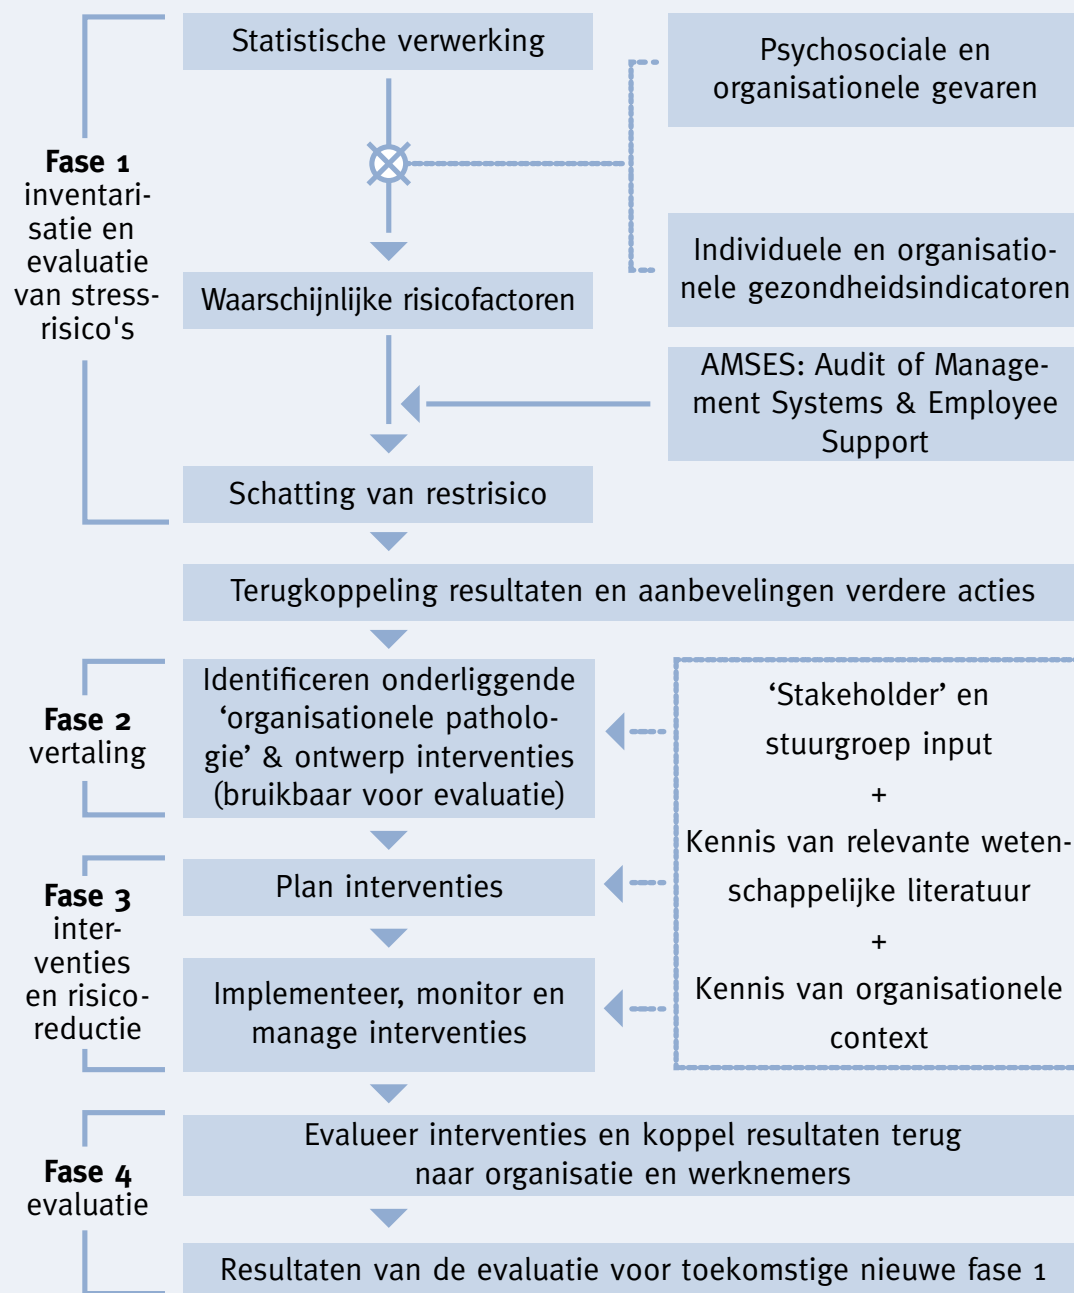 Statistische verwerking
Psychosociale en
organisationele gevaren
Fase 1
inventari-
satie en
evaluatie
van stress-
risico's
Individuele en organisatio-
nele gezondheidsindicatoren
Waarschijnlijke risicofactoren
AMSES: Audit of Manage-
ment Systems & Employee
Support
Schatting van restrisico
Terugkoppeling resultaten en aanbevelingen verdere acties
Fase 2
vertaling
Identificeren onderliggende
‘organisationele patholo-
gie’ & ontwerp interventies
(bruikbaar voor evaluatie)
‘Stakeholder’ en
stuurgroep input
+
Kennis van relevante weten-
schappelijke literatuur
+
Kennis van organisationele
context
Fase 3
inter-
venties
en risico-
reductie
Plan interventies
Implementeer, monitor en
manage interventies
Fase 4
evaluatie
Evalueer interventies en koppel resultaten terug
naar organisatie en werknemers
Resultaten van de evaluatie voor toekomstige nieuwe fase 1